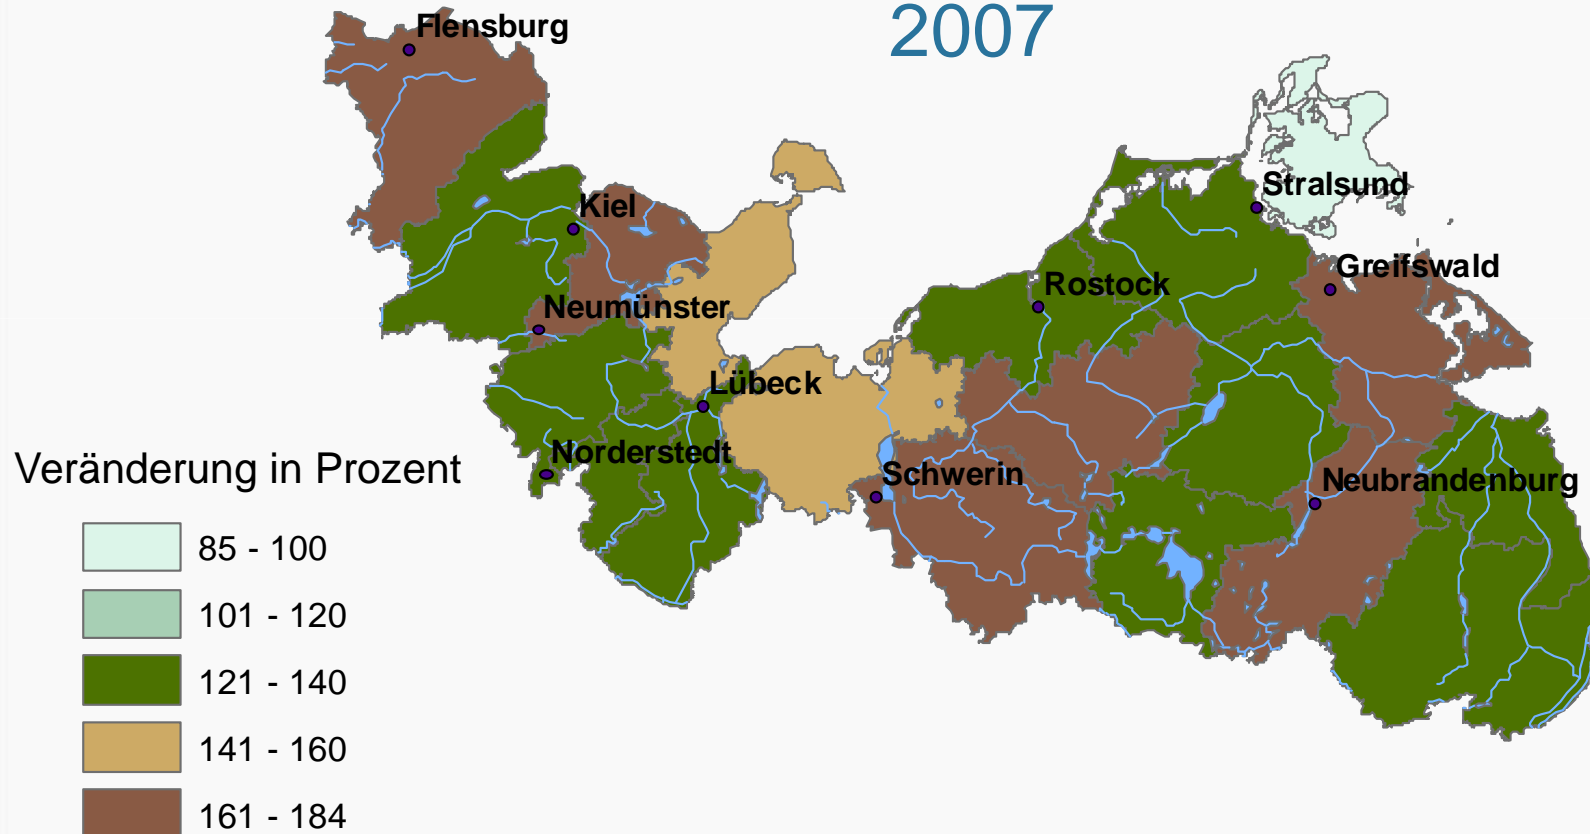 2007
Flensburg
Stralsund
Kiel
Greifswald
Rostock
Neumünster
Lübeck
Norderstedt
Schwerin
Neubrandenburg
Veränderung in Prozent
85 - 100
101 - 120
121 - 140
141 - 160
161 - 184